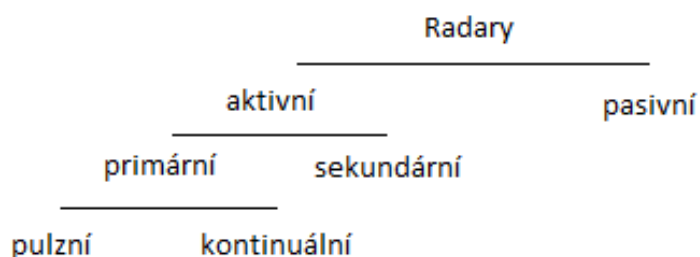 Radary
aktivní pasivní
primární sekundární
pulzní kontinuální